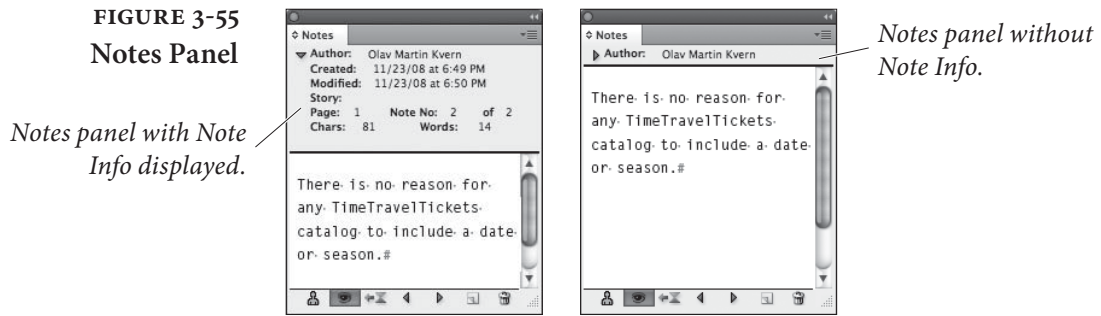 FIGURE 3-55
Notes Panel
Notes panel with Note
Info displayed.
Notes
Author: Olav Martin Kvern
Created: 11/23/08 at 6:49 PM
Modified: 11/23/08 at 6:50 PM
Story:
Page: 1 Note No: 2 of 2
Chars: 81 Words: 14
There is no reason for
any TimeTravelTickets
catalog to include a date
or season.#
Notes
Author: Olav Martin Kvern
There is no reason for
any TimeTravelTickets
catalog to include a date
or season.#
Notes panel without
Note Info.